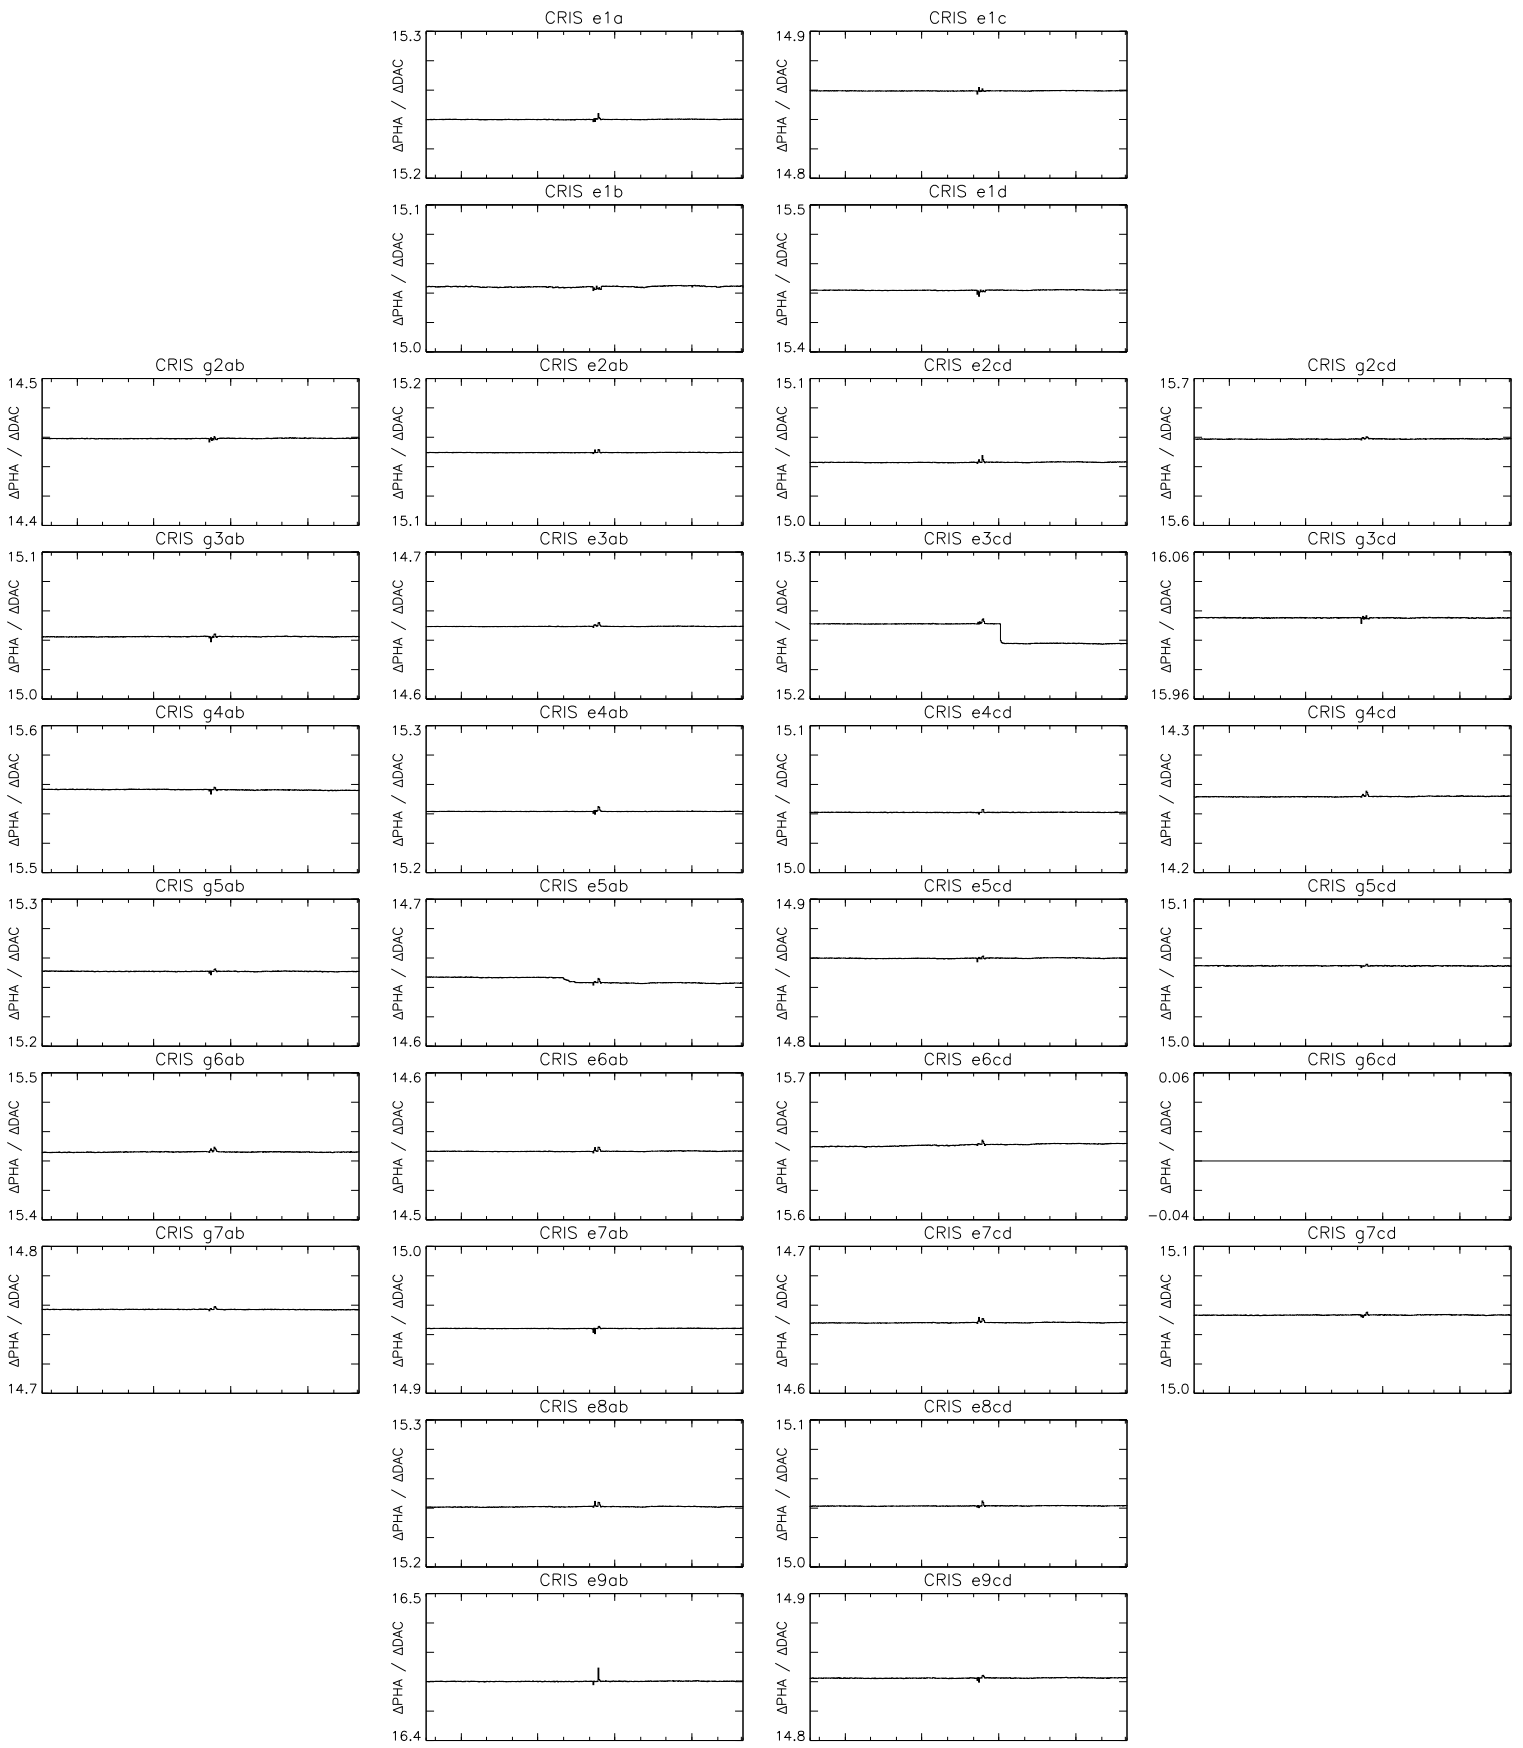 CRIS e1a
15.3
ΔPHA / ΔDAC
15.2
CRIS e1c
14.9
ΔPHA / ΔDAC
14.8
CRIS e1b
15.1
ΔPHA / ΔDAC
15.0
CRIS e1d
15.5
ΔPHA / ΔDAC
15.4
CRIS g2ab
14.5
ΔPHA / ΔDAC
14.4
CRIS e2ab
15.2
ΔPHA / ΔDAC
15.1
CRIS e2cd
15.1
ΔPHA / ΔDAC
15.0
CRIS g2cd
15.7
ΔPHA / ΔDAC
15.6
CRIS g3ab
15.1
ΔPHA / ΔDAC
15.0
CRIS e3ab
14.7
ΔPHA / ΔDAC
14.6
CRIS e3cd
15.3
ΔPHA / ΔDAC
15.2
CRIS g3cd
16.06
ΔPHA / ΔDAC
15.96
CRIS g4ab
15.6
ΔPHA / ΔDAC
15.5
CRIS e4ab
15.3
ΔPHA / ΔDAC
15.2
CRIS e4cd
15.1
ΔPHA / ΔDAC
15.0
CRIS g4cd
14.3
ΔPHA / ΔDAC
14.2
CRIS g5ab
15.3
ΔPHA / ΔDAC
15.2
CRIS e5ab
14.7
ΔPHA / ΔDAC
14.6
CRIS e5cd
14.9
ΔPHA / ΔDAC
14.8
CRIS g5cd
15.1
ΔPHA / ΔDAC
15.0
CRIS g6ab
15.5
ΔPHA / ΔDAC
15.4
CRIS e6ab
14.6
ΔPHA / ΔDAC
14.5
CRIS e6cd
15.7
ΔPHA / ΔDAC
15.6
CRIS g6cd
0.06
ΔPHA / ΔDAC
−0.04
CRIS g7ab
14.8
ΔPHA / ΔDAC
14.7
CRIS e7ab
15.0
ΔPHA / ΔDAC
14.9
CRIS e7cd
14.7
ΔPHA / ΔDAC
14.6
CRIS g7cd
15.1
ΔPHA / ΔDAC
15.0
CRIS e8ab
15.3
ΔPHA / ΔDAC
15.2
CRIS e8cd
15.1
ΔPHA / ΔDAC
15.0
CRIS e9ab
16.5
ΔPHA / ΔDAC
16.4
CRIS e9cd
14.9
ΔPHA / ΔDAC
14.8